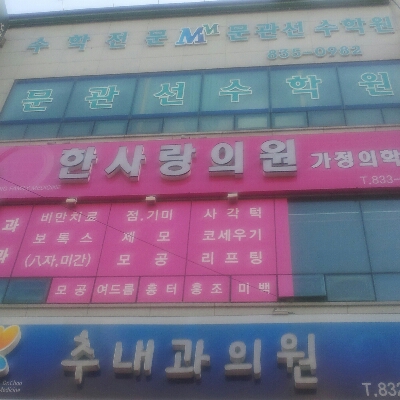 수학전문 M 문관선수학원
833-0982
문관선수학원
한사랑의원 가정의학
T.833-
과 비만치료 점.기미 사각턱
과 보톡스 제모 코세우기
(八자,미간) 모공 리프팅
모공 여드름 흉터 홍조 미백
추내과의원
T.832